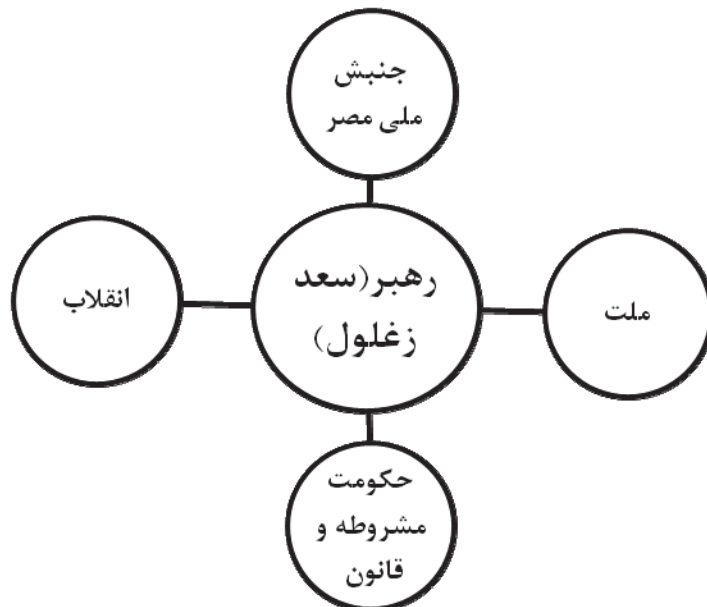 جنبش
ملی مصر
ملت
رهبر(سعد
زغلول)
انقلاب
حکومت
مشروطه و
قانون